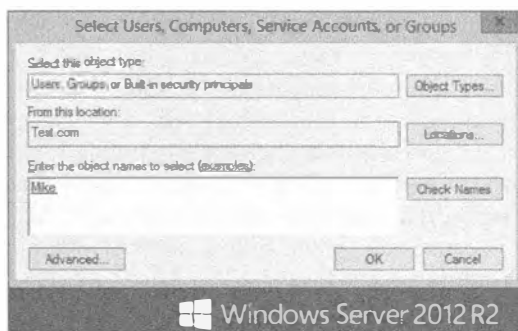 Select Users, Computers, Service Accounts, or Groups
Select this object type:
Users, Groups, or Built-in security principals
Object Types...
From this location:
Test.com
Locations...
Enter the object names to select (examples):
Mike
Check Names
Advanced...
OK
Cancel
Windows Server 2012 R2